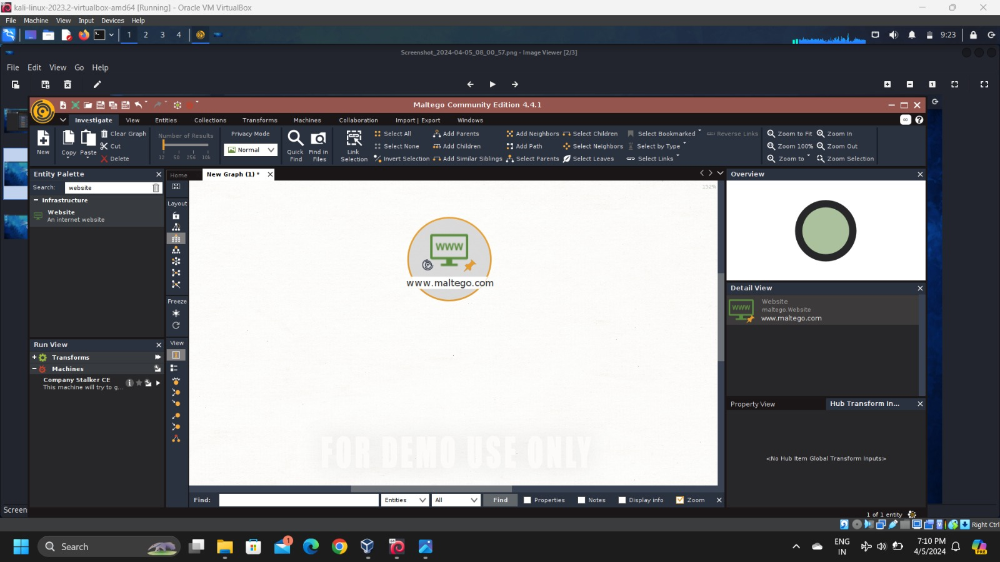 kali-linux-2023.2-virtualbox-amd64 [Running] - Oracle VM VirtualBox
File Machine View Input Devices Help
1 2 3 4 9:23
Screenshot_2024-04-05_08_00_57.png - Image Viewer [2/3]
File Edit View Go Help
Maltego Community Edition 4.4.1
Investigate View Entities Collections Transforms Machines Collaboration Import | Export Windows
New
Copy
Paste
Clear Graph
Cut
Delete
Number of Results
12 50 256 10k
Privacy Mode
Normal
Quick Find
Find in Files
Link Selection
Select All
Select None
Invert Selection
Add Parents
Add Children
Add Similar Siblings
Add Neighbors
Add Path
Select Parents
Select Children
Select Neighbors
Select Leaves
Select Bookmarked
Select by Type
Select Links
Reverse Links
Zoom to Fit
Zoom 100%
Zoom to
Zoom In
Zoom Out
Zoom Selection
Entity Palette
Search: website
Infrastructure
Website
An internet website
Home New Graph (1) *
152%
Layout
Freeze
View
WWW
www.maltego.com
FOR DEMO USE ONLY
Run View
Transforms
Machines
Company Stalker CE
This machine will try to g...
Overview
Detail View
WWW
Website
maltego.Website
www.maltego.com
Property View Hub Transform In...
<No Hub Item Global Transform Inputs>
Find: Entities All Find Properties Notes Display info Zoom
1 of 1 entity
Screen
Right Ctrl
Search
1
ENG
IN
7:10 PM
4/5/2024
PRE